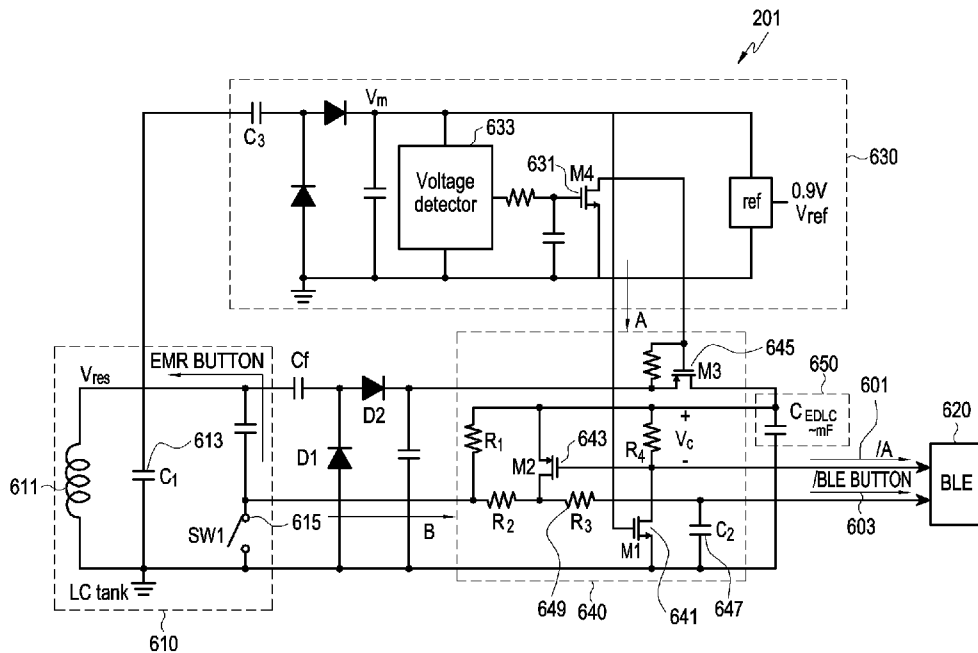 201
630
C3
Vm
633
Voltage
detector
631
M4
ref
0.9V
Vref
A
EMR BUTTON
Vres
Cf
613
C1
611
D1
D2
615
SW1
LC tank
610
B
R1
R2
M2
643
R3
649
640
R4
+
Vc
-
M1
641
C2
647
M3
645
650
CEDLC
~mF
601
/A
/BLE BUTTON
603
620
BLE